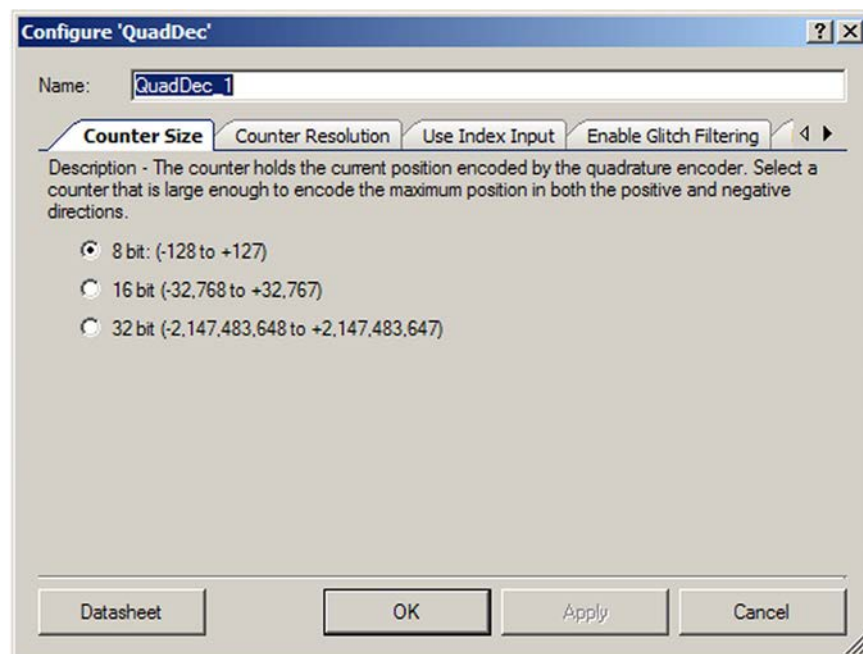 Configure 'QuadDec'
Name: QuadDec_1
Counter Size Counter Resolution Use Index Input Enable Glitch Filtering
Description - The counter holds the current position encoded by the quadrature encoder. Select a
counter that is large enough to encode the maximum position in both the positive and negative
directions.
8 bit: (-128 to +127)
16 bit (-32,768 to +32,767)
32 bit (-2,147,483,648 to +2,147,483,647)
Datasheet OK Apply Cancel